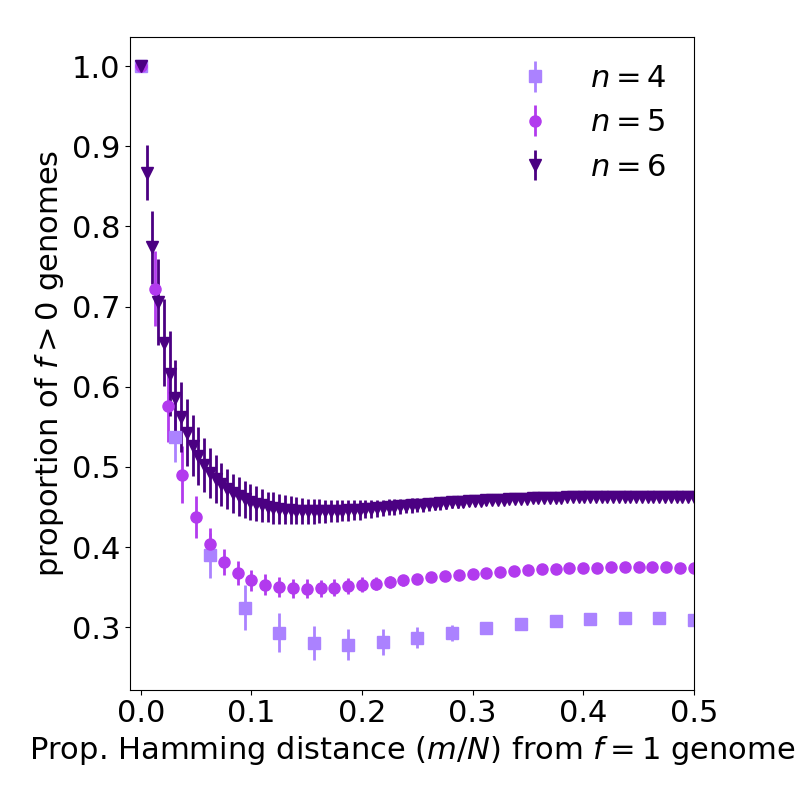 n = 4
n = 5
n = 6
1.0
0.9
0.8
0.7
0.6
0.5
0.4
0.3
proportion of f > 0 genomes
0.0 0.1 0.2 0.3 0.4 0.5
Prop. Hamming distance (m/N) from f = 1 genome